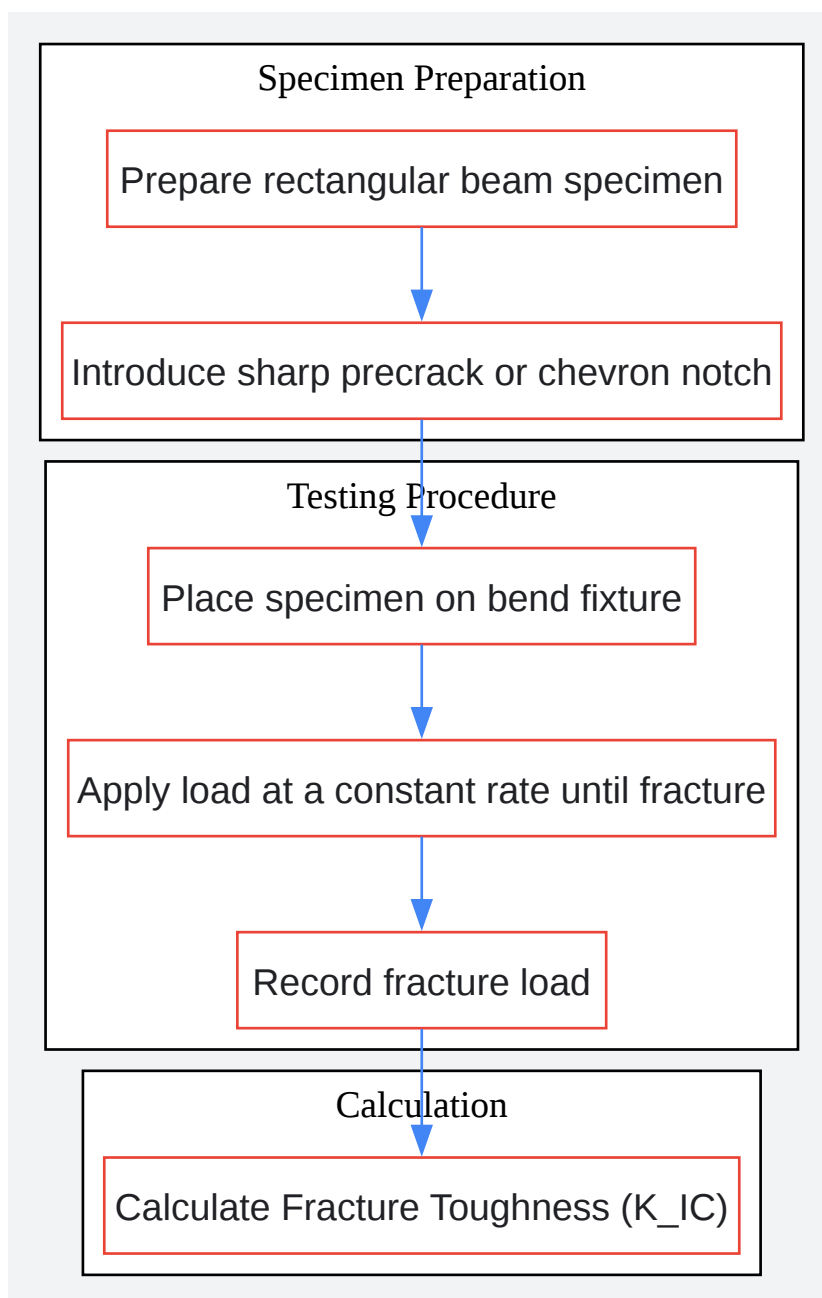 Specimen Preparation
Prepare rectangular beam specimen
Introduce sharp precrack or chevron notch
Testing Procedure
Place specimen on bend fixture
Apply load at a constant rate until fracture
Record fracture load
Calculation
Calculate Fracture Toughness (K_IC)